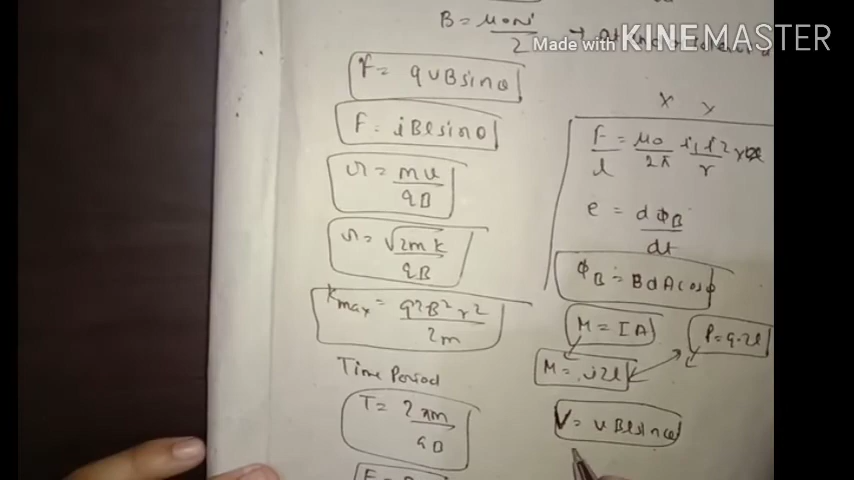 B = μ0Ni/2 →
Made with KINEMASTER
F = qvBsinθ
F = iBlsinθ
r = mv/qB
r = √2mk/qB
Kmax = q²B²r²/2m
Time Period
T = 2πm/qB
X Y
F/l = μ0/2π i1i2/r
e = dφB/dt
φB = BdAcosφ
M = IA
P = q.2l
M = i2l
V = vBlsinθ